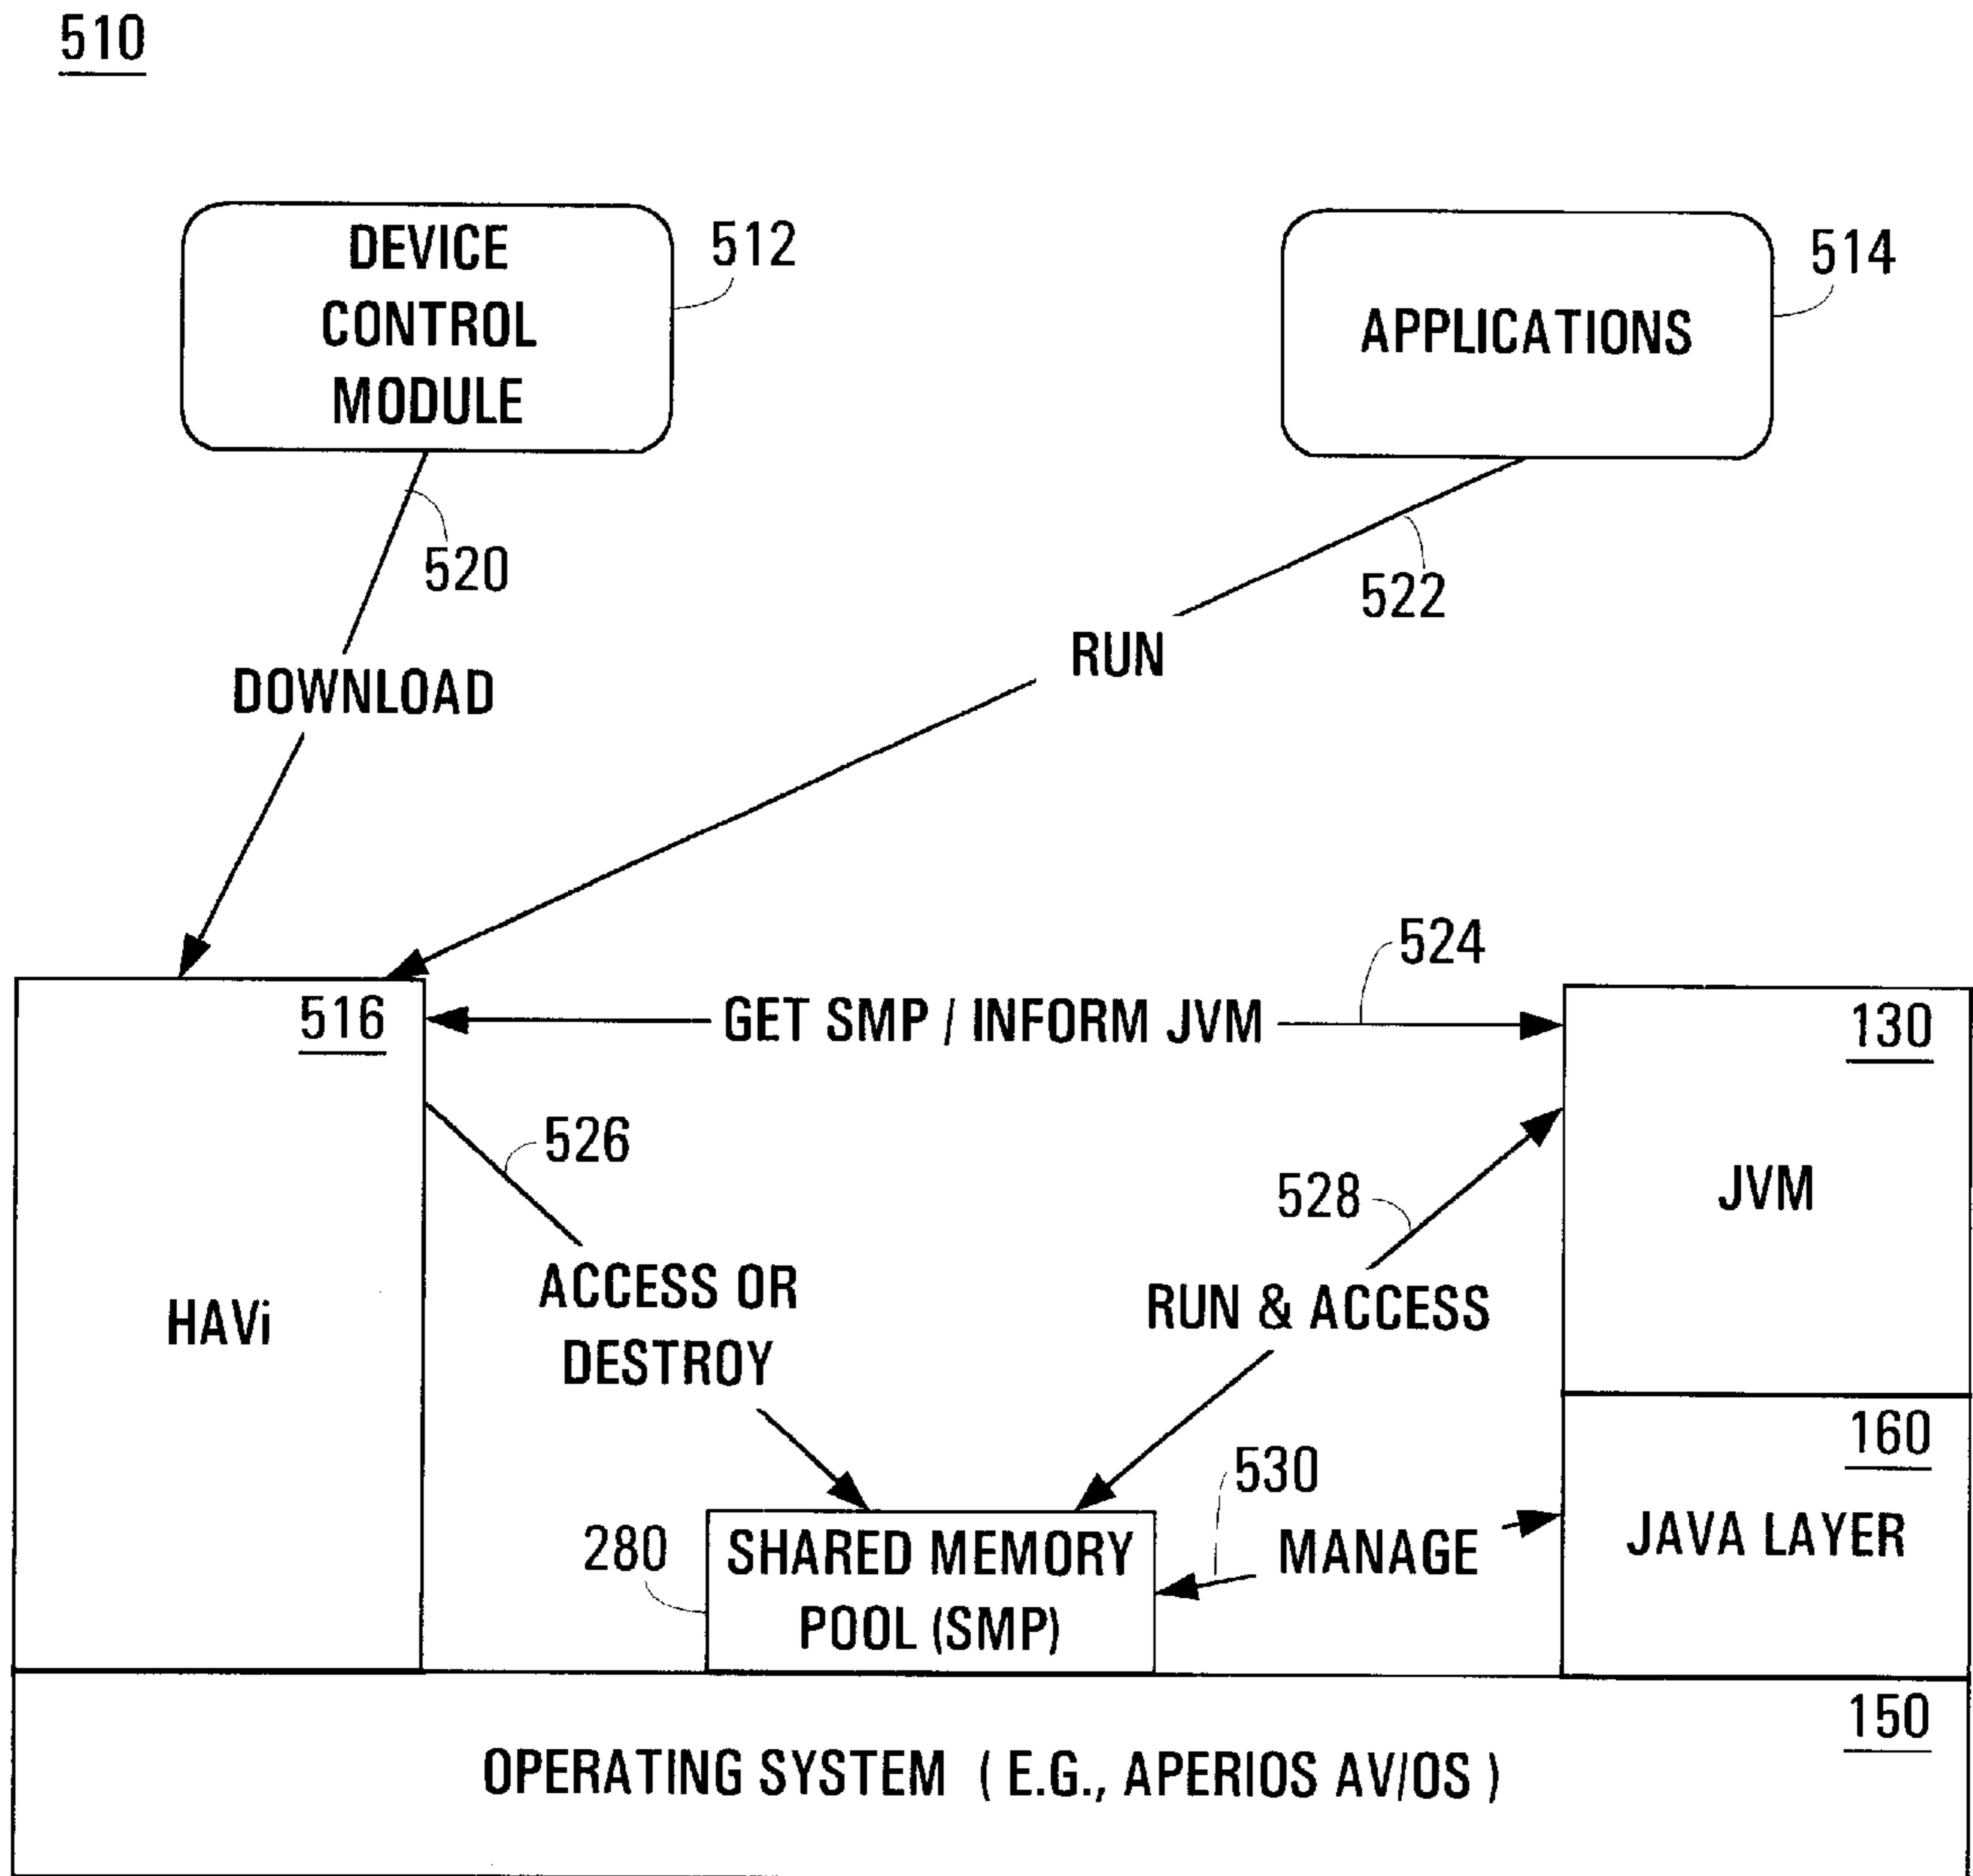 510
DEVICE
CONTROL
MODULE
512
APPLICATIONS
514
520
522
DOWNLOAD
RUN
524
516
GET SMP / INFORM JVM
130
526
528
JVM
HAVi
ACCESS OR
DESTROY
RUN & ACCESS
160
530
280
SHARED MEMORY
POOL (SMP)
MANAGE
JAVA LAYER
150
OPERATING SYSTEM ( E.G., APERIOS AV/OS )